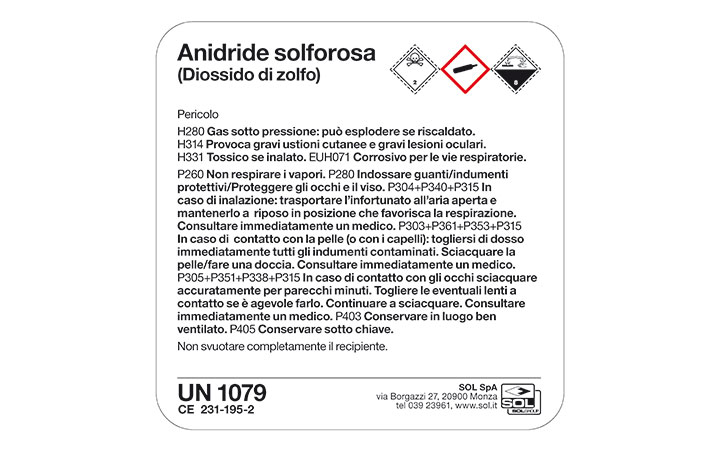 Anidride solforosa
(Diossido di zolfo)
2
8
Pericolo
H280 Gas sotto pressione: può esplodere se riscaldato.
H314 Provoca gravi ustioni cutanee e gravi lesioni oculari.
H331 Tossico se inalato. EUH071 Corrosivo per le vie respiratorie.
P260 Non respirare i vapori. P280 Indossare guanti/indumenti
protettivi/Proteggere gli occhi e il viso. P304+P340+P315 In
caso di inalazione: trasportare l'infortunato all'aria aperta e
mantenerlo a riposo in posizione che favorisca la respirazione.
Consultare immediatamente un medico. P303+P361+P353+P315
In caso di contatto con la pelle (o con i capelli): togliersi di dosso
immediatamente tutti gli indumenti contaminati. Sciacquare la
pelle/fare una doccia. Consultare immediatamente un medico.
P305+P351+P338+P315 In caso di contatto con gli occhi sciacquare
accuratamente per parecchi minuti. Togliere le eventuali lenti a
contatto se è agevole farlo. Continuare a sciacquare. Consultare
immediatamente un medico. P403 Conservare in luogo ben
ventilato. P405 Conservare sotto chiave.
Non svuotare completamente il recipiente.
UN 1079
CE 231-195-2
SOL SpA
via Borgazzi 27, 20900 Monza
tel 039 23961, www.sol.it
SOL
SOLGROUP